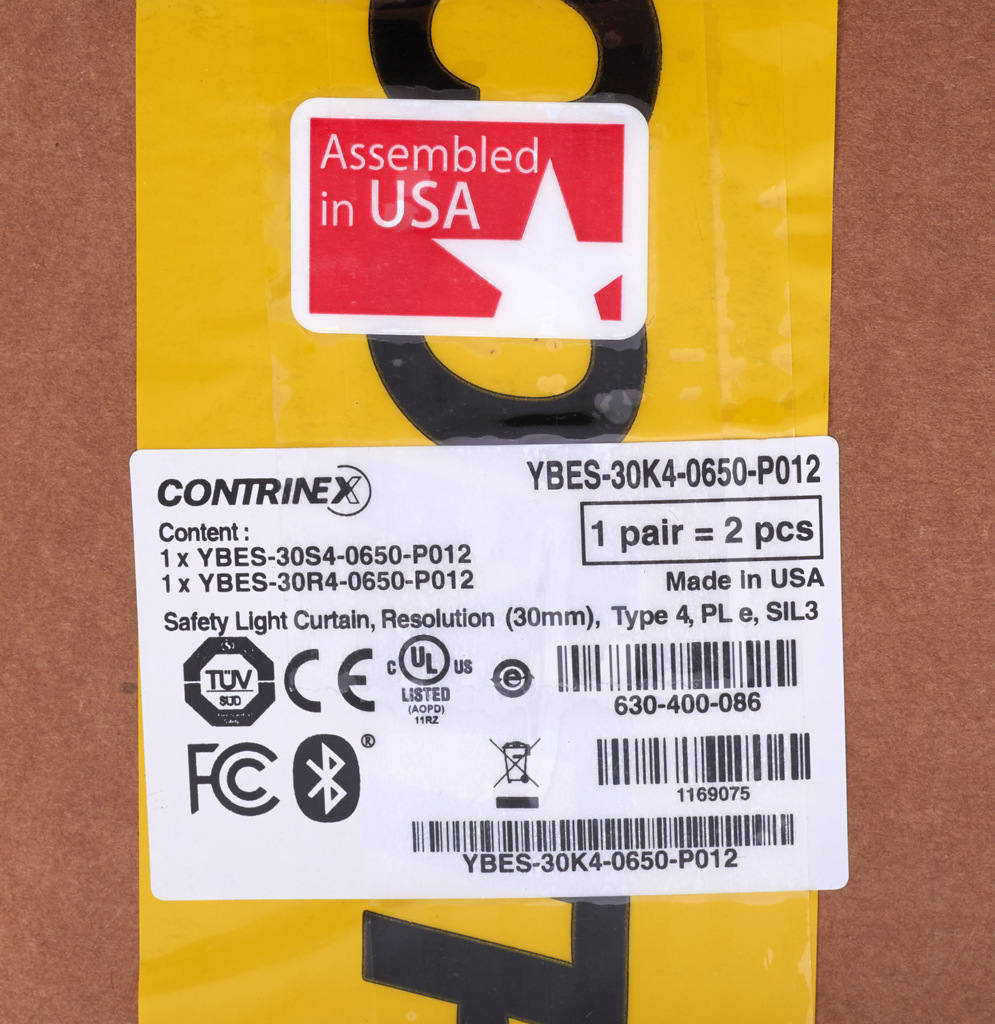 Assembled
in USA
CONTRINEX
YBES-30K4-0650-P012
Content :
1 x YBES-30S4-0650-P012
1 x YBES-30R4-0650-P012
1 pair = 2 pcs
Made in USA
Safety Light Curtain, Resolution (30mm), Type 4, PL e, SIL3
TÜV
SÜD
CE
C UL US
LISTED
(AOPD)
11RZ
e
630-400-086
FC
®
1169075
YBES-30K4-0650-P012